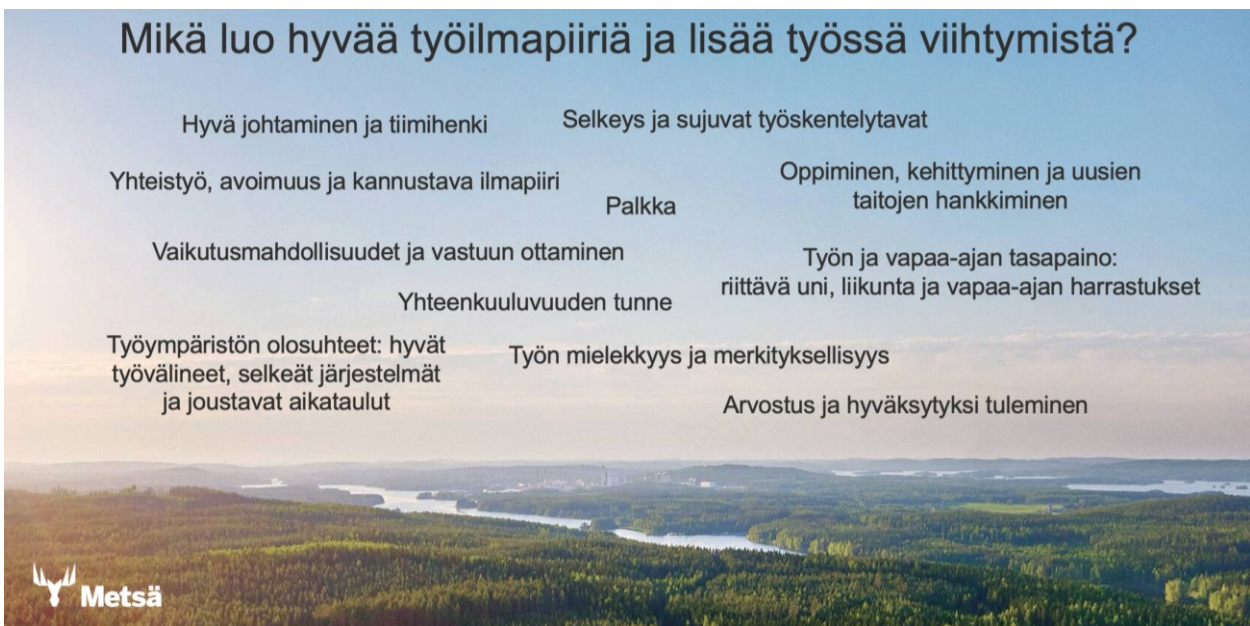 Mikä luo hyvää työilmapiiriä ja lisää työssä viihtymistä?
Hyvä johtaminen ja tiimihenki
Selkeys ja sujuvat työskentelytavat
Yhteistyö, avoimuus ja kannustava ilmapiiri
Oppiminen, kehittyminen ja uusien
taitojen hankkiminen
Palkka
Vaikutusmahdollisuudet ja vastuun ottaminen
Työn ja vapaa-ajan tasapaino:
riittävä uni, liikunta ja vapaa-ajan harrastukset
Yhteenkuuluvuuden tunne
Työympäristön olosuhteet: hyvät
työvälineet, selkeät järjestelmät
ja joustavat aikataulut
Työn mielekkyys ja merkityksellisyys
Arvostus ja hyväksytyksi tuleminen
Metsä